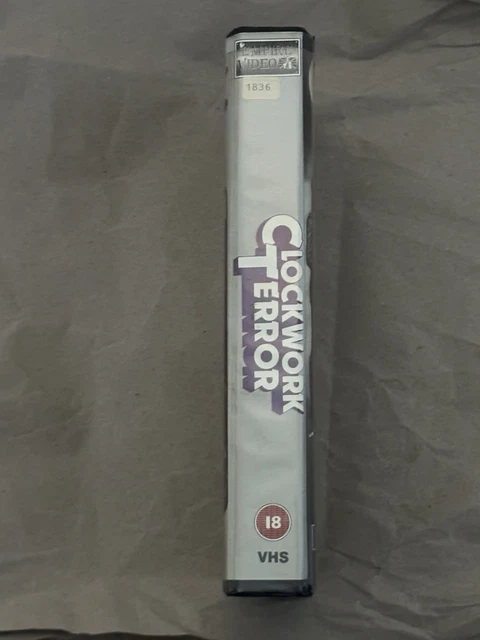 EMPIRE
VIDEO
1836
CLOCKWORK
TERROR
18
VHS